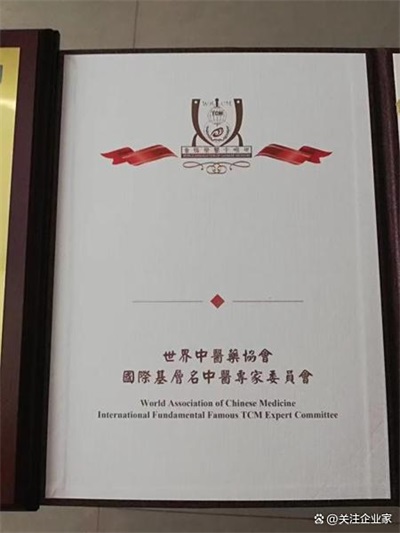 W CM
TCM
世界中醫藥協會
國際基層名中醫專家委員會
World Association of Chinese Medicine
International Fundamental Famous TCM Expert Committee
@关注企业家